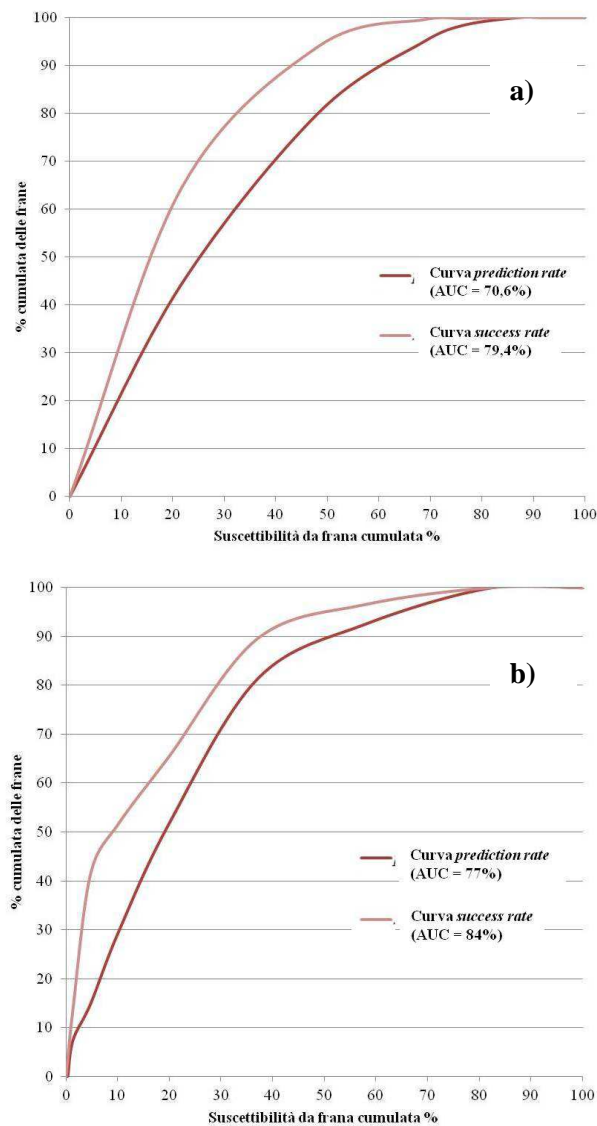 100
90
80
70
60
50
40
30
20
10
0
% cumulata delle frane
a)
Curva prediction rate
(AUC = 70,6%)
Curva success rate
(AUC = 79,4%)
0 10 20 30 40 50 60 70 80 90 100
Suscettibilità da frana cumulata %
100
90
80
70
60
50
40
30
20
10
0
% cumulata delle frane
b)
Curva prediction rate
(AUC = 77%)
Curva success rate
(AUC = 84%)
0 10 20 30 40 50 60 70 80 90 100
Suscettibilità da frana cumulata %